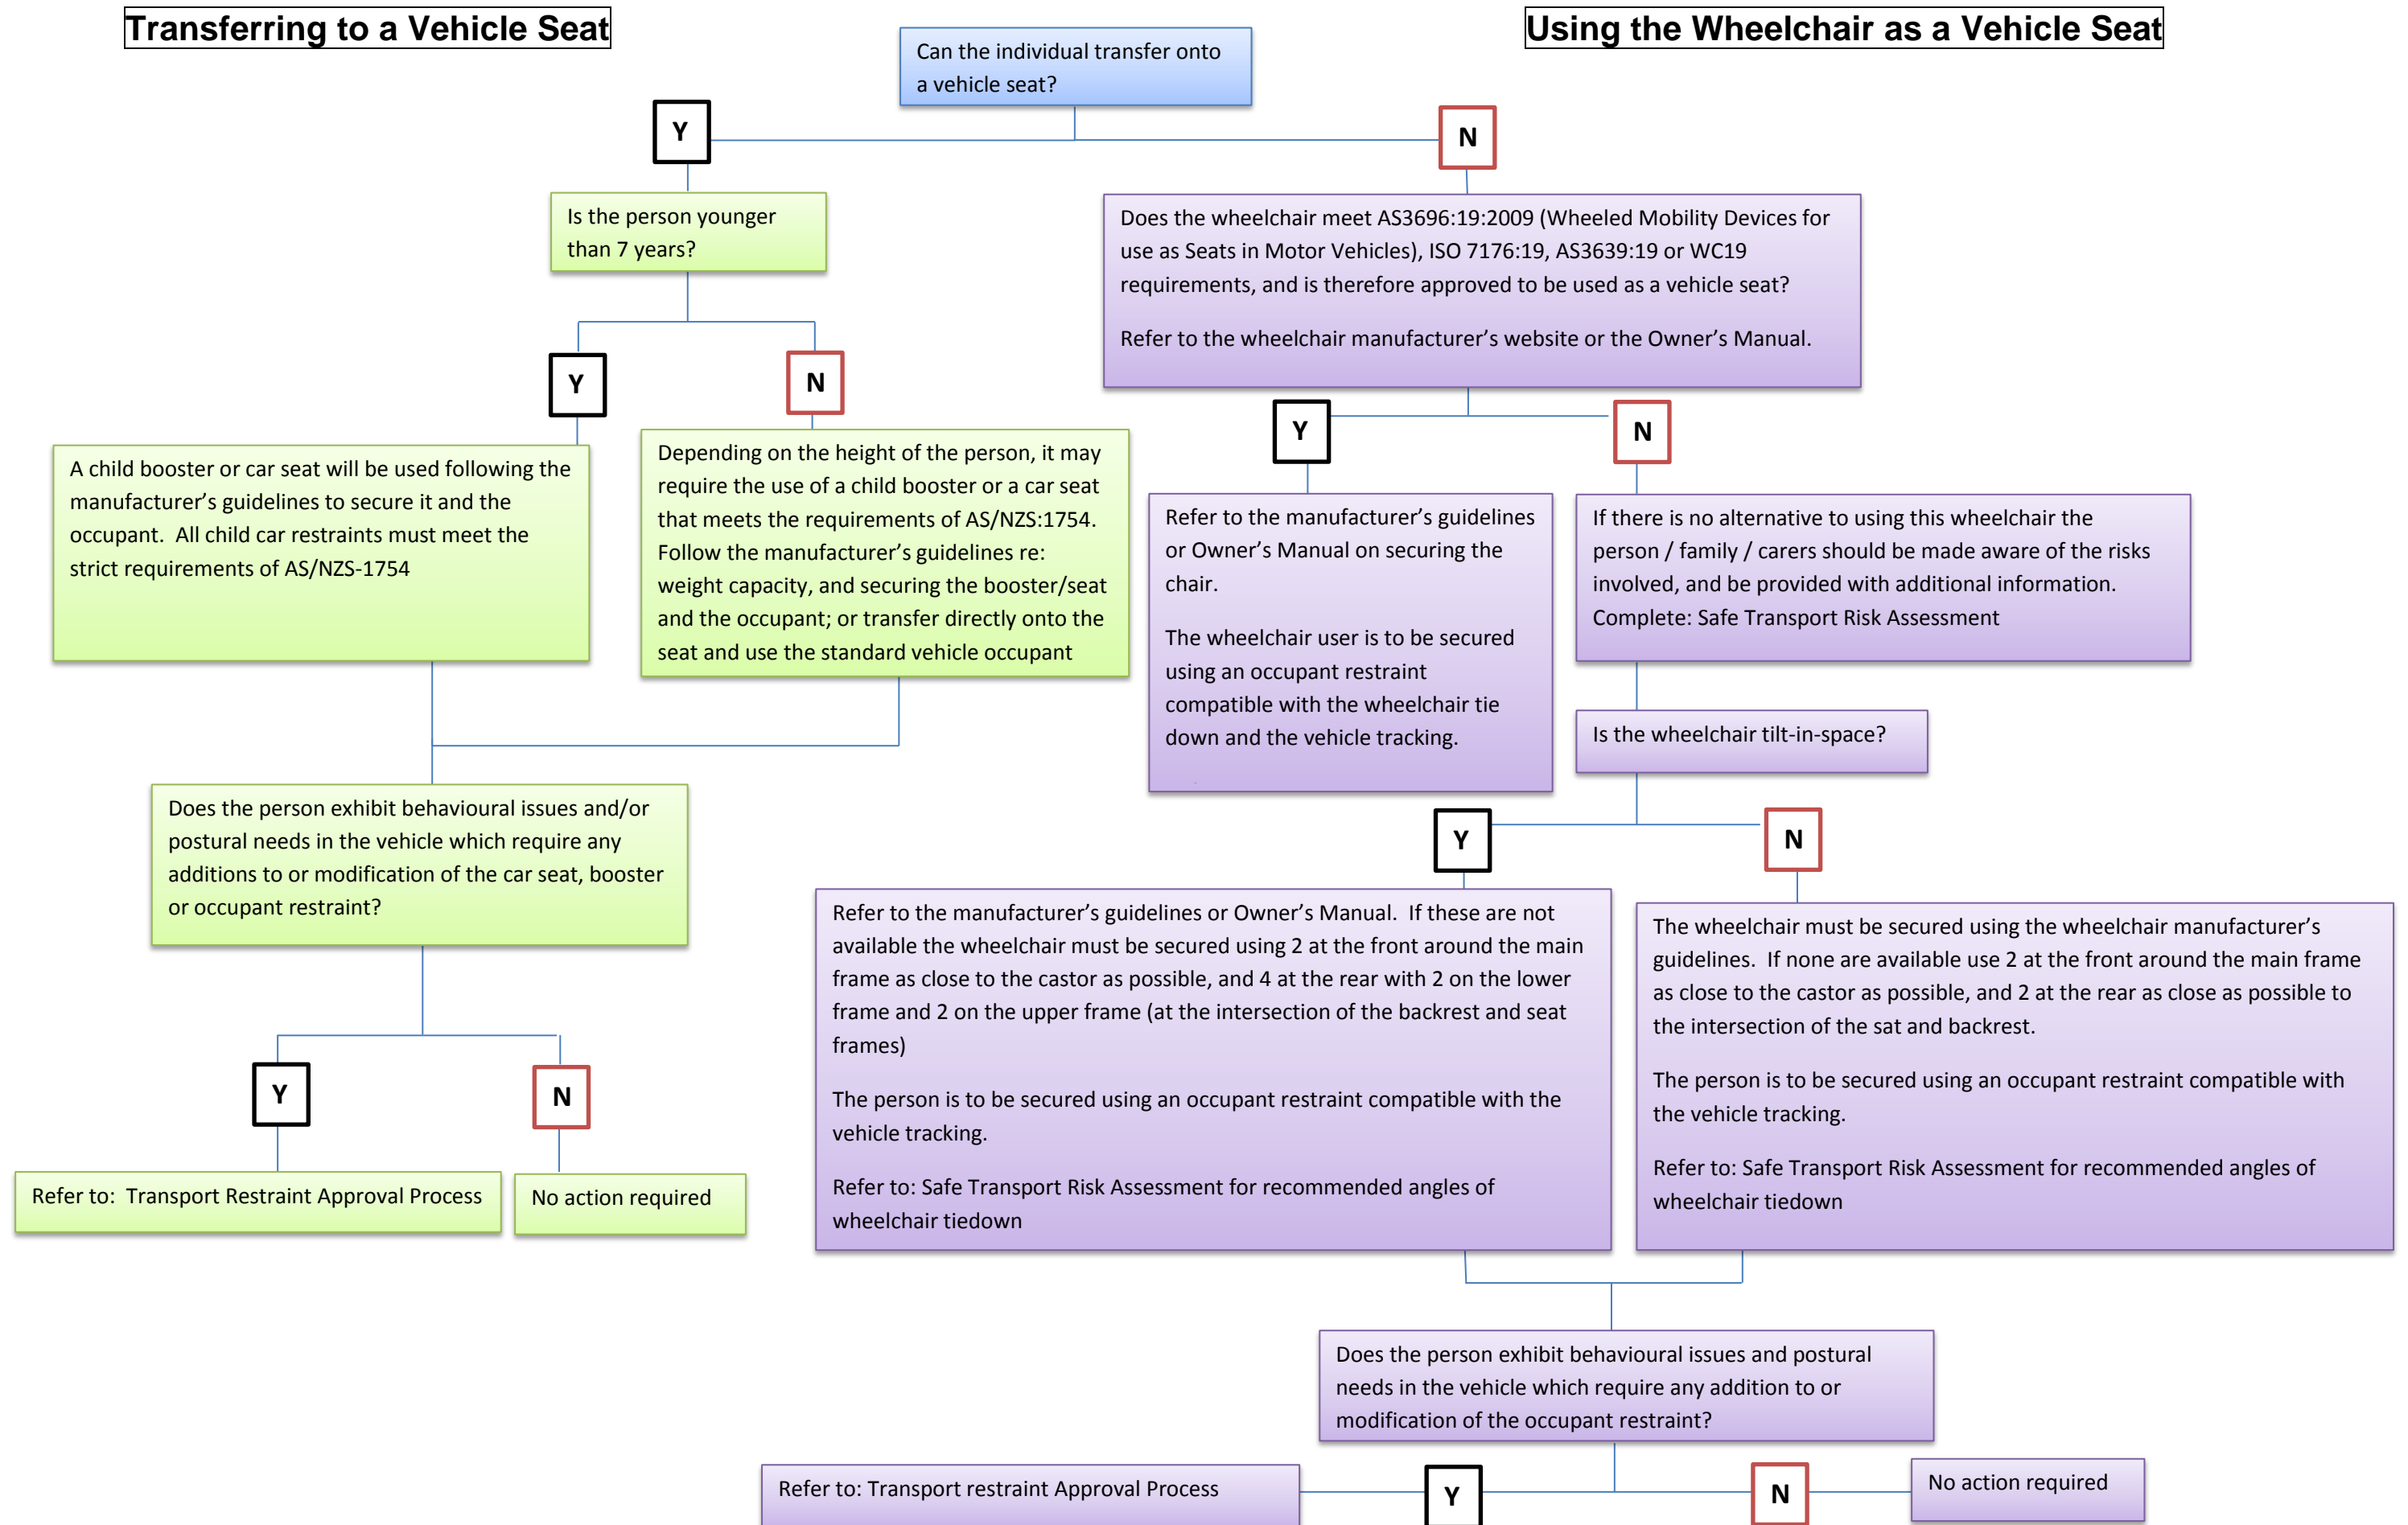 Transferring to a Vehicle Seat
Using the Wheelchair as a Vehicle Seat
Can the individual transfer onto
a vehicle seat?
Y
N
Is the person younger
than 7 years?
Y
N
A child booster or car seat will be used following the
manufacturer’s guidelines to secure it and the
occupant.  All child car restraints must meet the
strict requirements of AS/NZS-1754
Depending on the height of the person, it may
require the use of a child booster or a car seat
that meets the requirements of AS/NZS:1754.
Follow the manufacturer’s guidelines re:
weight capacity, and securing the booster/seat
and the occupant; or transfer directly onto the
seat and use the standard vehicle occupant
Does the person exhibit behavioural issues and/or
postural needs in the vehicle which require any
additions to or modification of the car seat, booster
or occupant restraint?
Y
N
Refer to:  Transport Restraint Approval Process
No action required
Does the wheelchair meet AS3696:19:2009 (Wheeled Mobility Devices for
use as Seats in Motor Vehicles), ISO 7176:19, AS3639:19 or WC19
requirements, and is therefore approved to be used as a vehicle seat?
Refer to the wheelchair manufacturer’s website or the Owner’s Manual.
Y
N
Refer to the manufacturer’s guidelines
or Owner’s Manual on securing the
chair.
The wheelchair user is to be secured
using an occupant restraint
compatible with the wheelchair tie
down and the vehicle tracking.
If there is no alternative to using this wheelchair the
person / family / carers should be made aware of the risks
involved, and be provided with additional information.
Complete: Safe Transport Risk Assessment
Is the wheelchair tilt-in-space?
Y
N
Refer to the manufacturer’s guidelines or Owner’s Manual.  If these are not
available the wheelchair must be secured using 2 at the front around the main
frame as close to the castor as possible, and 4 at the rear with 2 on the lower
frame and 2 on the upper frame (at the intersection of the backrest and seat
frames)
The person is to be secured using an occupant restraint compatible with the
vehicle tracking.
Refer to: Safe Transport Risk Assessment for recommended angles of
wheelchair tiedown
The wheelchair must be secured using the wheelchair manufacturer’s
guidelines.  If none are available use 2 at the front around the main frame
as close to the castor as possible, and 2 at the rear as close as possible to
the intersection of the sat and backrest.
The person is to be secured using an occupant restraint compatible with
the vehicle tracking.
Refer to: Safe Transport Risk Assessment for recommended angles of
wheelchair tiedown
Does the person exhibit behavioural issues and postural
needs in the vehicle which require any addition to or
modification of the occupant restraint?
Refer to: Transport restraint Approval Process
Y
N
No action required